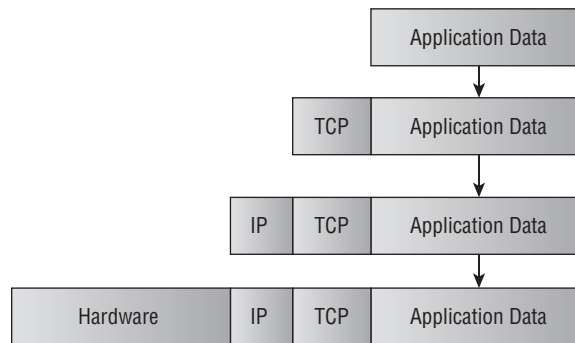 Application Data
TCP Application Data
IP TCP Application Data
Hardware IP TCP Application Data